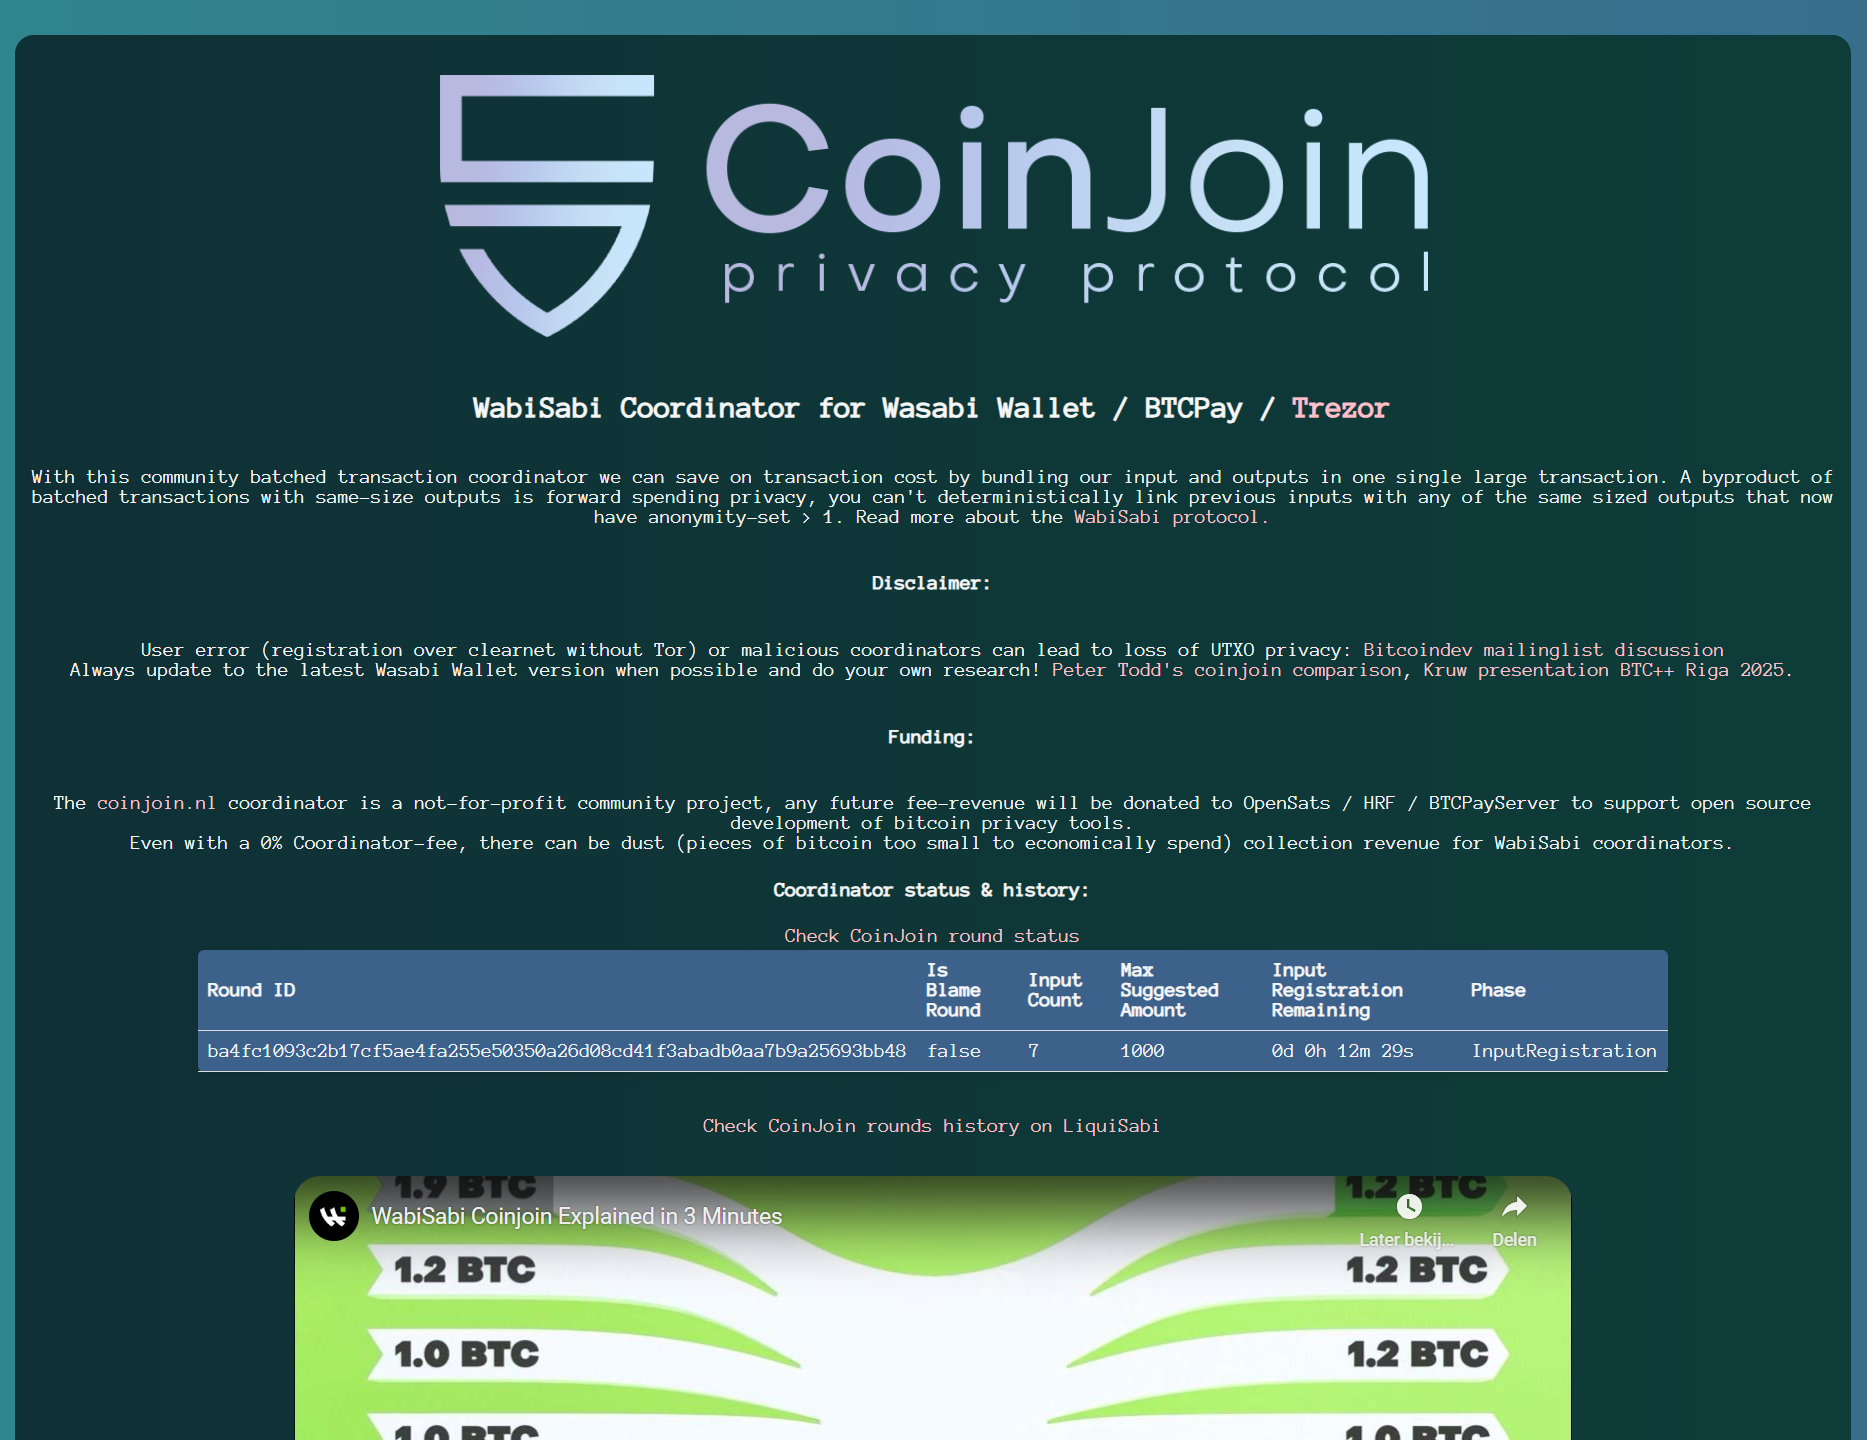 CoinJoin
privacy protocol
WabiSabi Coordinator for Wasabi Wallet / BTCPay / Trezor
With this community batched transaction coordinator we can save on transaction cost by bundling our input and outputs in one single large transaction. A byproduct of
batched transactions with same-size outputs is forward spending privacy, you can't deterministically link previous inputs with any of the same sized outputs that now
have anonymity-set > 1. Read more about the WabiSabi protocol.
Disclaimer:
User error (registration over clearnet without Tor) or malicious coordinators can lead to loss of UTXO privacy: Bitcoindev mailinglist discussion
Always update to the latest Wasabi Wallet version when possible and do your own research! Peter Todd's coinjoin comparison, Kruw presentation BTC++ Riga 2025.
Funding:
The coinjoin.nl coordinator is a not-for-profit community project, any future fee-revenue will be donated to OpenSats / HRF / BTCPayServer to support open source
development of bitcoin privacy tools.
Even with a 0% Coordinator-fee, there can be dust (pieces of bitcoin too small to economically spend) collection revenue for WabiSabi coordinators.
Coordinator status & history:
Check CoinJoin round status
Round ID Is Blame Round Input Count Max Suggested Amount Input Registration Remaining Phase
ba4fc1093c2b17cf5ae4fa255e50350a26d08cd41f3abadb0aa7b9a25693bb48 false 7 1000 0d 0h 12m 29s InputRegistration
Check CoinJoin rounds history on LiquiSabi
1.9 BTC 1.2 BTC
WabiSabi Coinjoin Explained in 3 Minutes
Later bekij... Delen
1.2 BTC 1.2 BTC
1.0 BTC 1.2 BTC
1.0 BTC 1.0 BTC